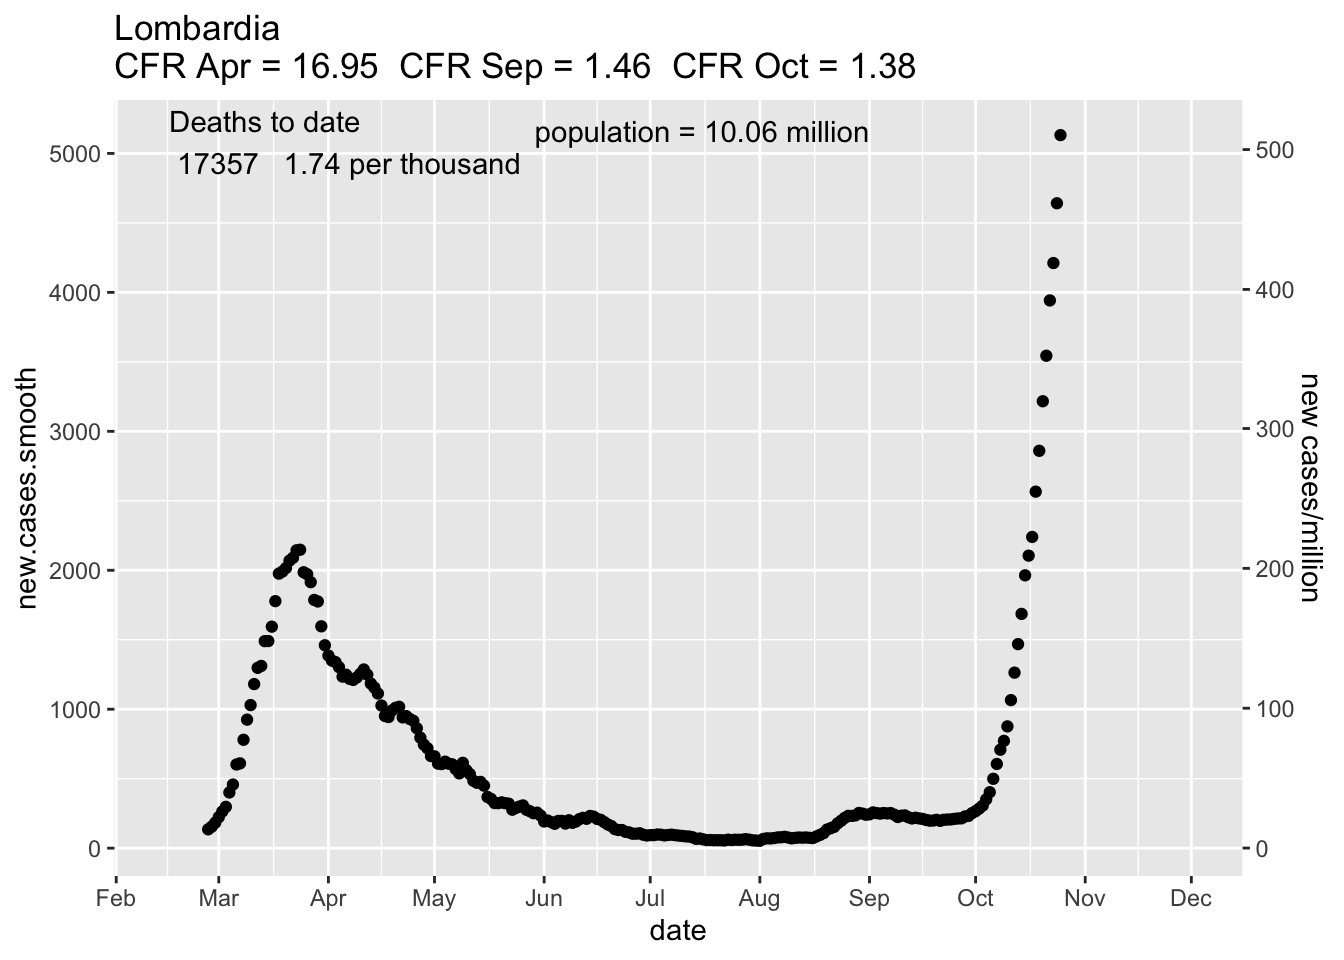 Lombardia
CFR Apr = 16.95  CFR Sep = 1.46  CFR Oct = 1.38
Deaths to date
population = 10.06 million
17357   1.74 per thousand
5000
4000
3000
2000
1000
0
new.cases.smooth
500
400
300
200
100
0
new cases/million
Feb Mar Apr May Jun Jul Aug Sep Oct Nov Dec
date